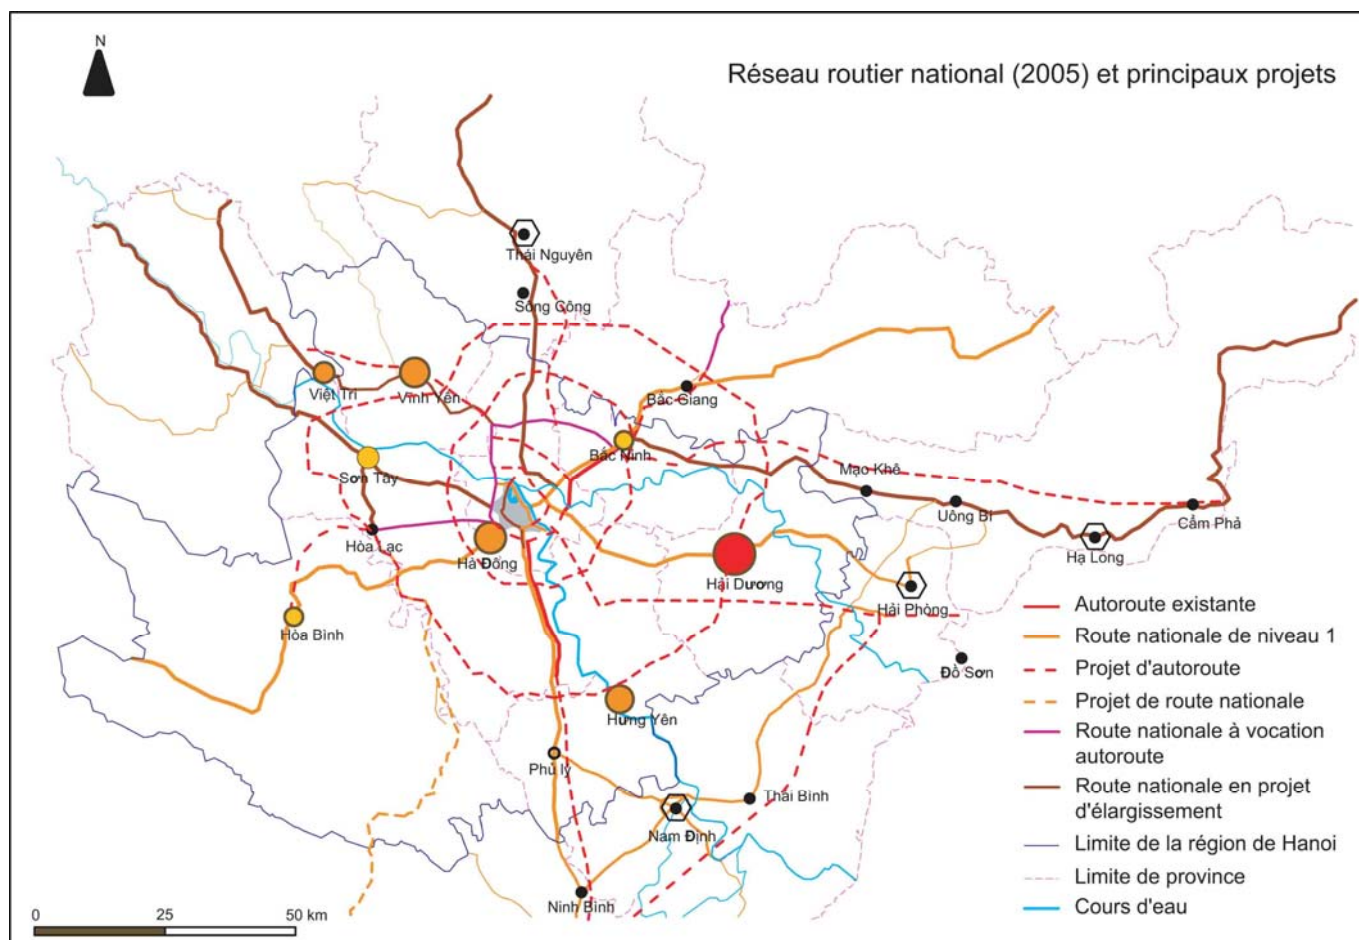 N
Réseau routier national (2005) et principaux projets
Thái Nguyên
Sông Công
Việt Tri
Vĩnh Yên
Bắc Giang
Bắc Ninh
Sơn Tây
Mạo Khê
Uông Bí
Cẩm Phả
Hòa Lạc
Hà Đông
Hải Dương
Hạ Long
Hải Phòng
Hòa Bình
Đồ Sơn
Hưng Yên
Phủ lý
Thái Bình
Nam Định
Ninh Bình
Autoroute existante
Route nationale de niveau 1
Projet d'autoroute
Projet de route nationale
Route nationale à vocation
autoroute
Route nationale en projet
d'élargissement
Limite de la région de Hanoi
Limite de province
Cours d'eau
0 25 50 km